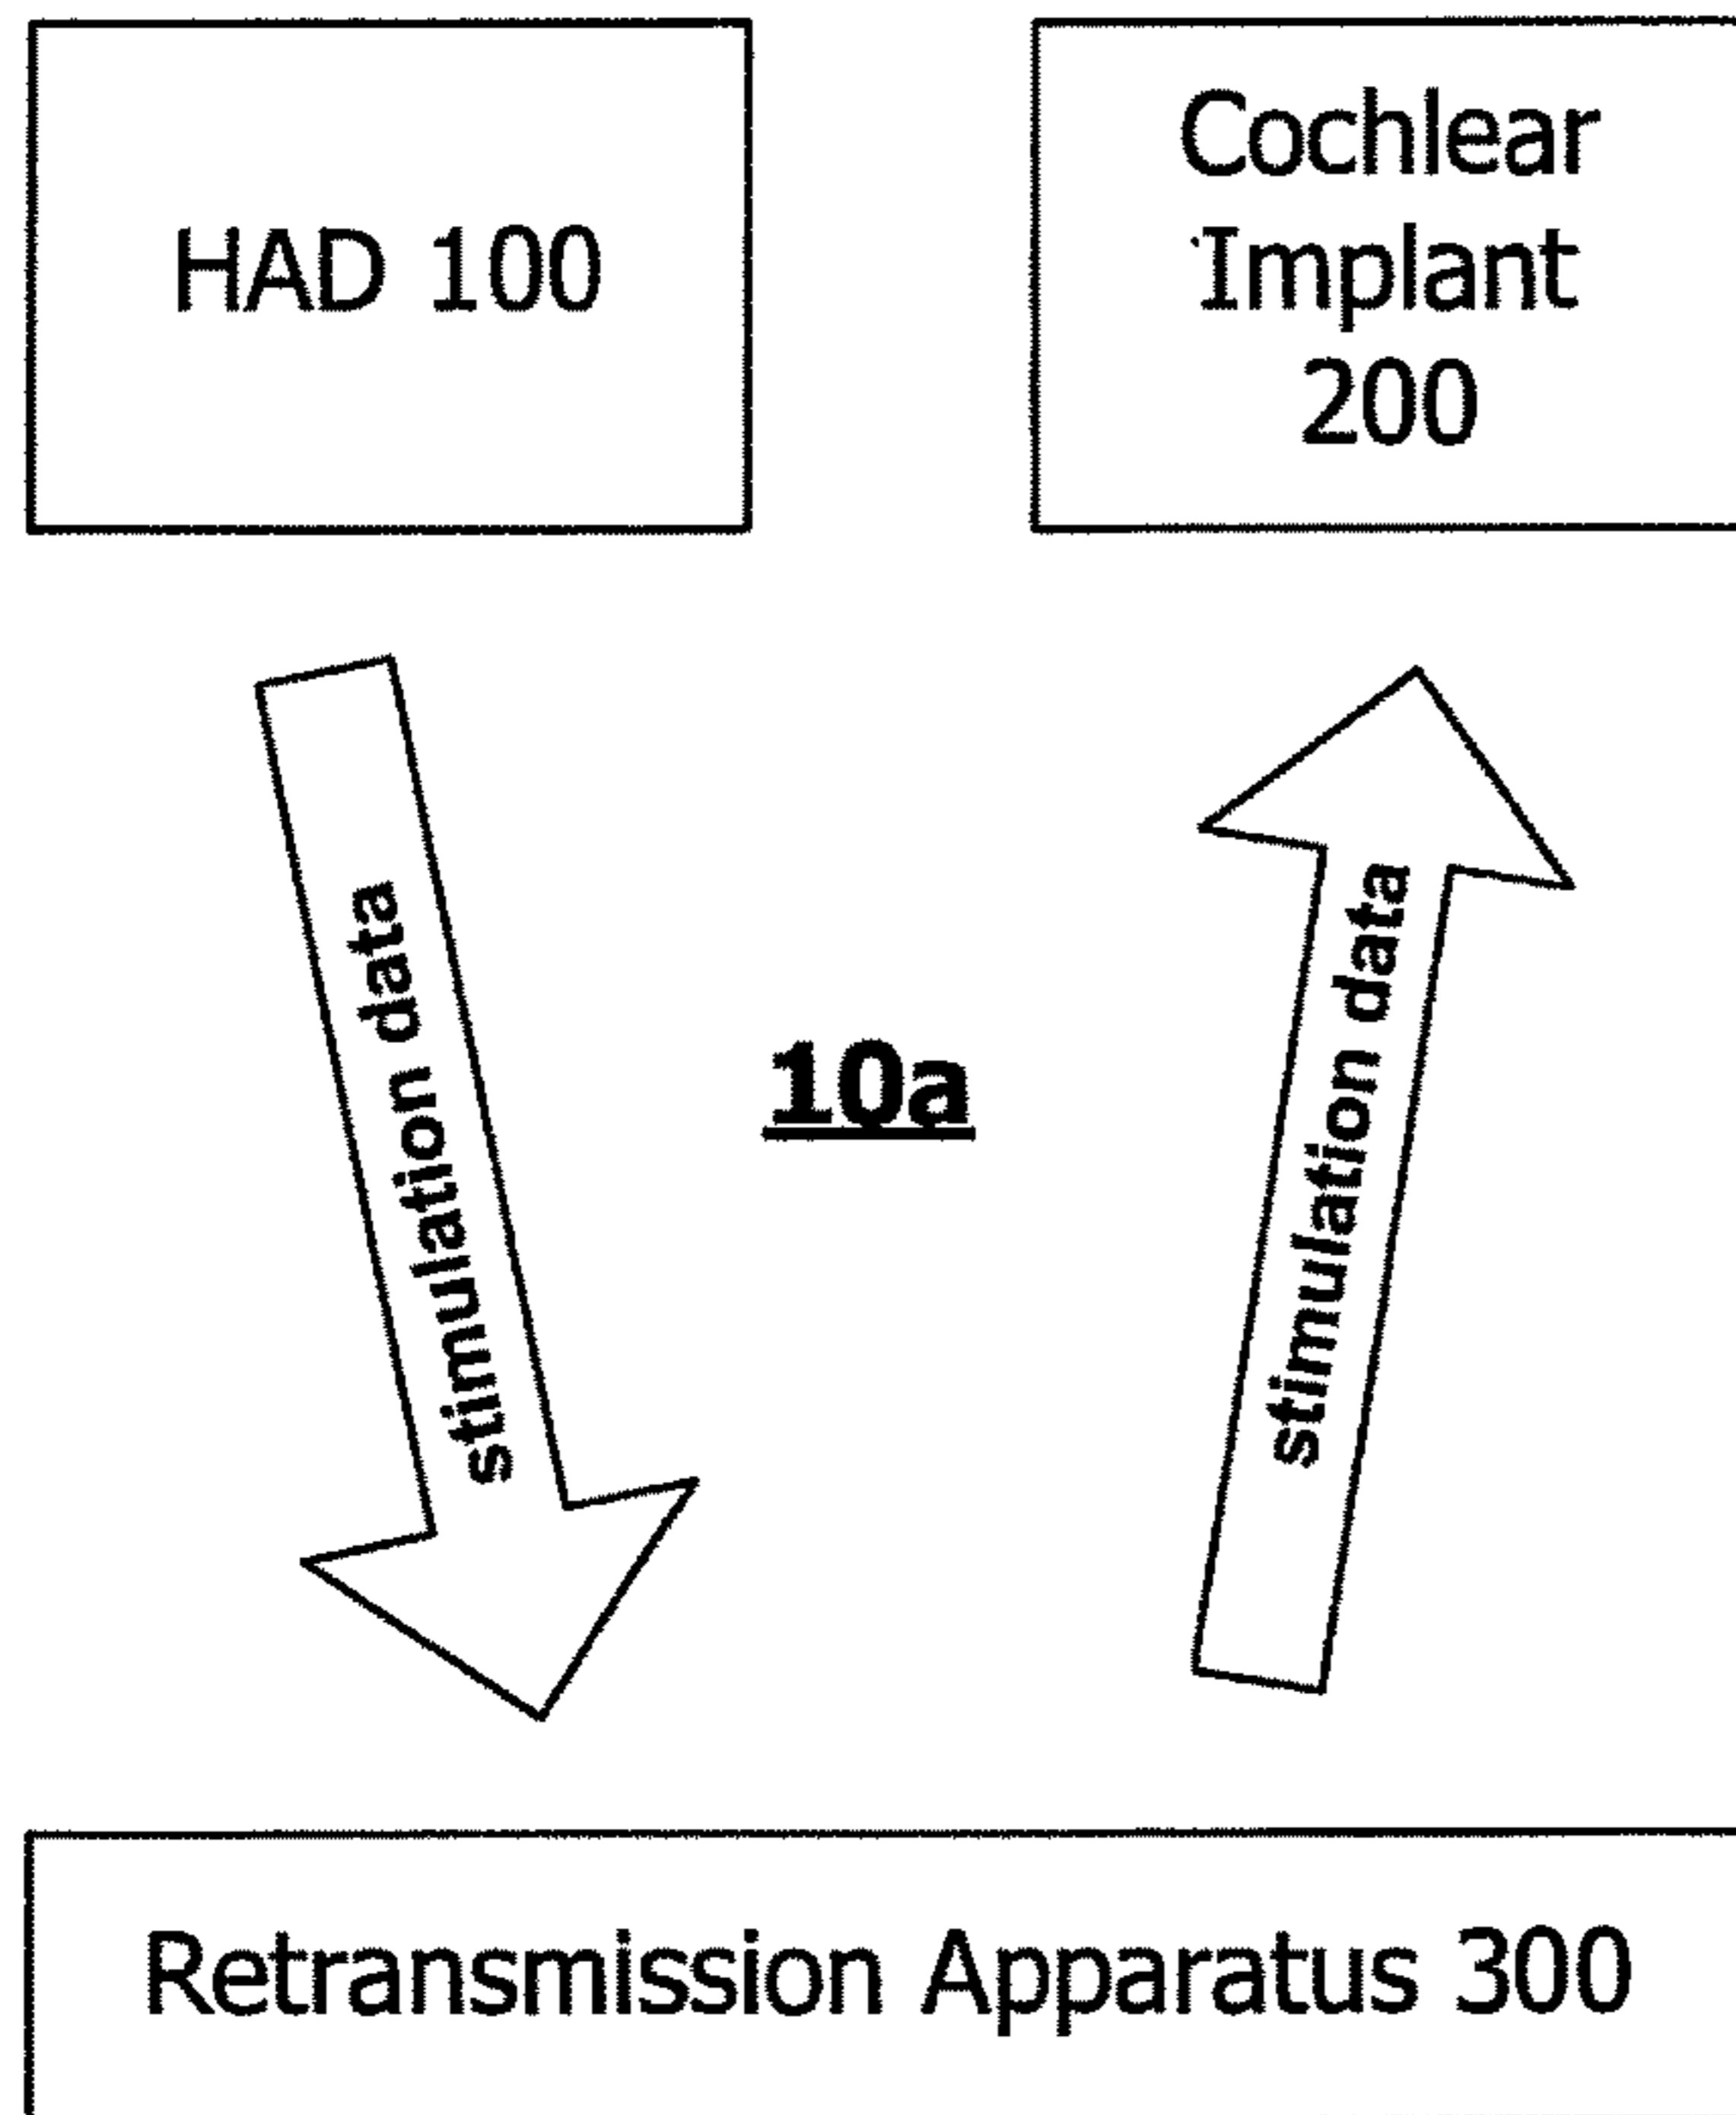 HAD 100
Cochlear
Implant
200
stimulation data
10a
stimulation data
Retransmission Apparatus 300